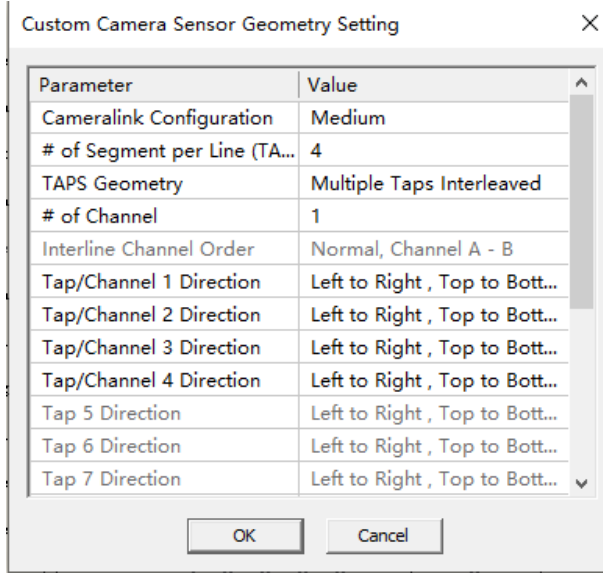 Custom Camera Sensor Geometry Setting
Parameter Value
Cameralink Configuration Medium
# of Segment per Line (TA... 4
TAPS Geometry Multiple Taps Interleaved
# of Channel 1
Interline Channel Order Normal, Channel A - B
Tap/Channel 1 Direction Left to Right , Top to Bott...
Tap/Channel 2 Direction Left to Right , Top to Bott...
Tap/Channel 3 Direction Left to Right , Top to Bott...
Tap/Channel 4 Direction Left to Right , Top to Bott...
Tap 5 Direction Left to Right , Top to Bott...
Tap 6 Direction Left to Right , Top to Bott...
Tap 7 Direction Left to Right , Top to Bott...
OK Cancel